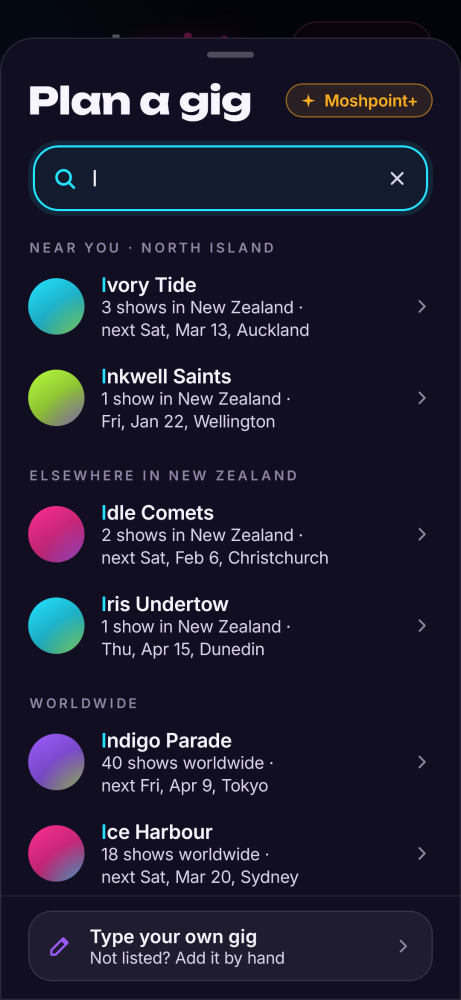 Plan a gig
Moshpoint+
I
NEAR YOU · NORTH ISLAND
Ivory Tide
3 shows in New Zealand ·
next Sat, Mar 13, Auckland
Inkwell Saints
1 show in New Zealand ·
Fri, Jan 22, Wellington
ELSEWHERE IN NEW ZEALAND
Idle Comets
2 shows in New Zealand ·
next Sat, Feb 6, Christchurch
Iris Undertow
1 show in New Zealand ·
Thu, Apr 15, Dunedin
WORLDWIDE
Indigo Parade
40 shows worldwide ·
next Fri, Apr 9, Tokyo
Ice Harbour
18 shows worldwide ·
next Sat, Mar 20, Sydney
Type your own gig
Not listed? Add it by hand